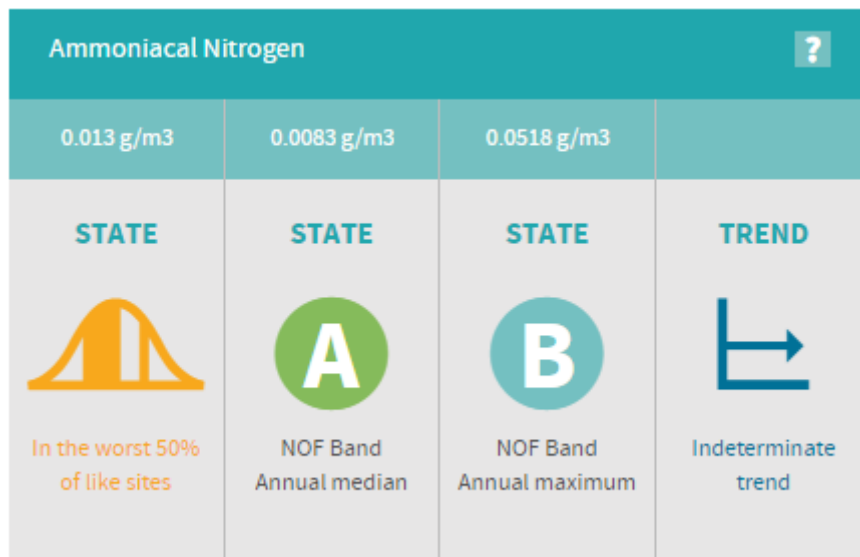 Ammoniacal Nitrogen
?
0.013 g/m3
0.0083 g/m3
0.0518 g/m3
STATE
STATE
STATE
TREND
A
B
In the worst 50%
of like sites
NOF Band
Annual median
NOF Band
Annual maximum
Indeterminate
trend